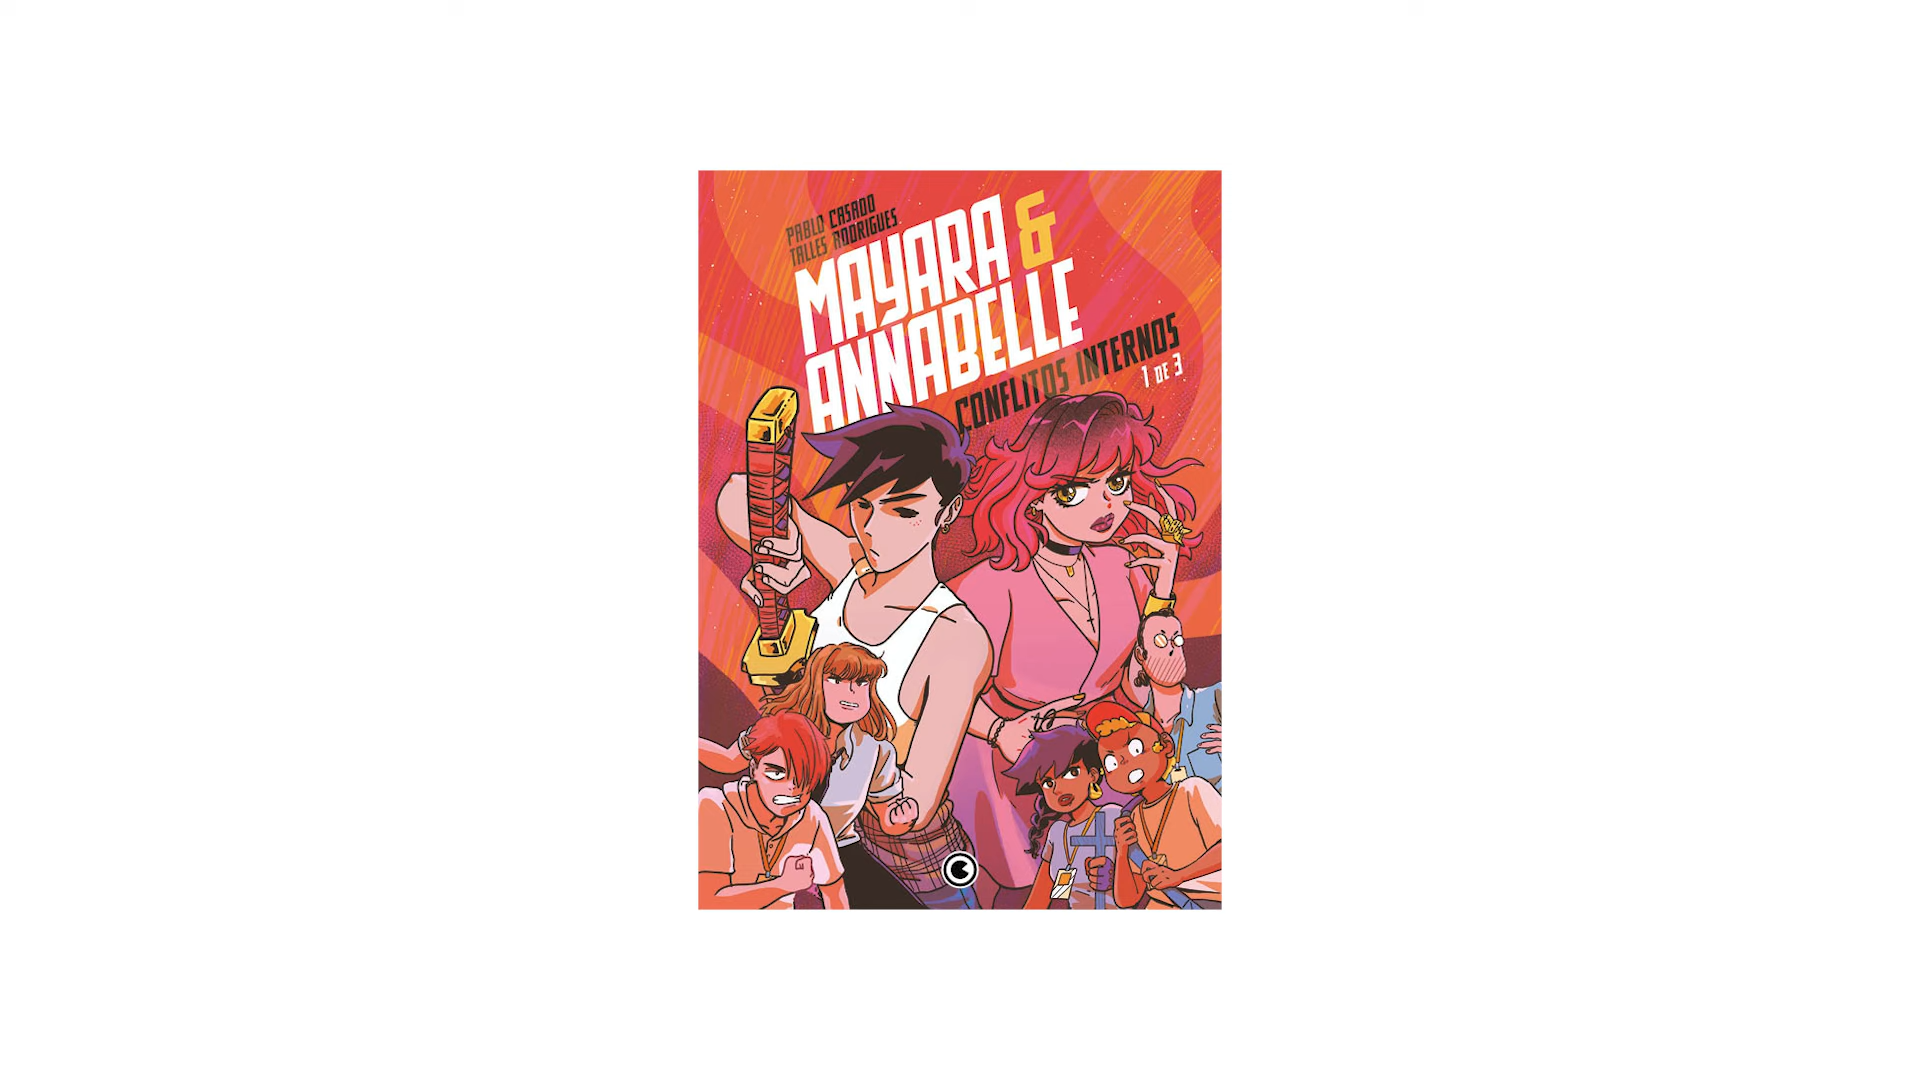 PABLO CASADO
TALLES RODRIGUES
MAYARA &
ANNABELLE
CONFLITOS INTERNOS
1 DE 3